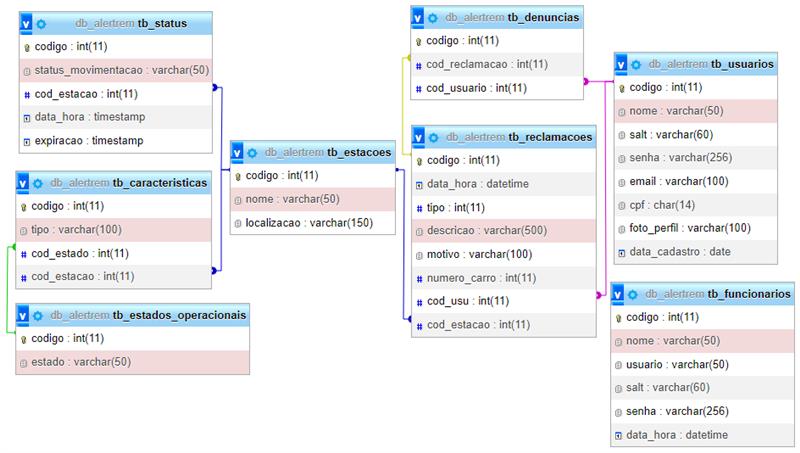 v db_alertrem tb_status
codigo : int(11)
status_movimentacao : varchar(50)
# cod_estacao : int(11)
data_hora : timestamp
expiracao : timestamp
v db_alertrem tb_caracteristicas
codigo : int(11)
tipo : varchar(100)
# cod_estado : int(11)
# cod_estacao : int(11)
v db_alertrem tb_estados_operacionais
codigo : int(11)
estado : varchar(50)
v db_alertrem tb_estacoes
codigo : int(11)
nome : varchar(50)
localizacao : varchar(150)
v db_alertrem tb_denuncias
codigo : int(11)
# cod_reclamacao : int(11)
# cod_usuario : int(11)
v db_alertrem tb_reclamacoes
codigo : int(11)
data_hora : datetime
# tipo : int(11)
descricao : varchar(500)
motivo : varchar(100)
# numero_carro : int(11)
# cod_usu : int(11)
# cod_estacao : int(11)
v db_alertrem tb_usuarios
codigo : int(11)
nome : varchar(50)
salt : varchar(60)
senha : varchar(256)
email : varchar(100)
cpf : char(14)
foto_perfil : varchar(100)
data_cadastro : date
v db_alertrem tb_funcionarios
codigo : int(11)
nome : varchar(50)
usuario : varchar(50)
salt : varchar(60)
senha : varchar(256)
data_hora : datetime